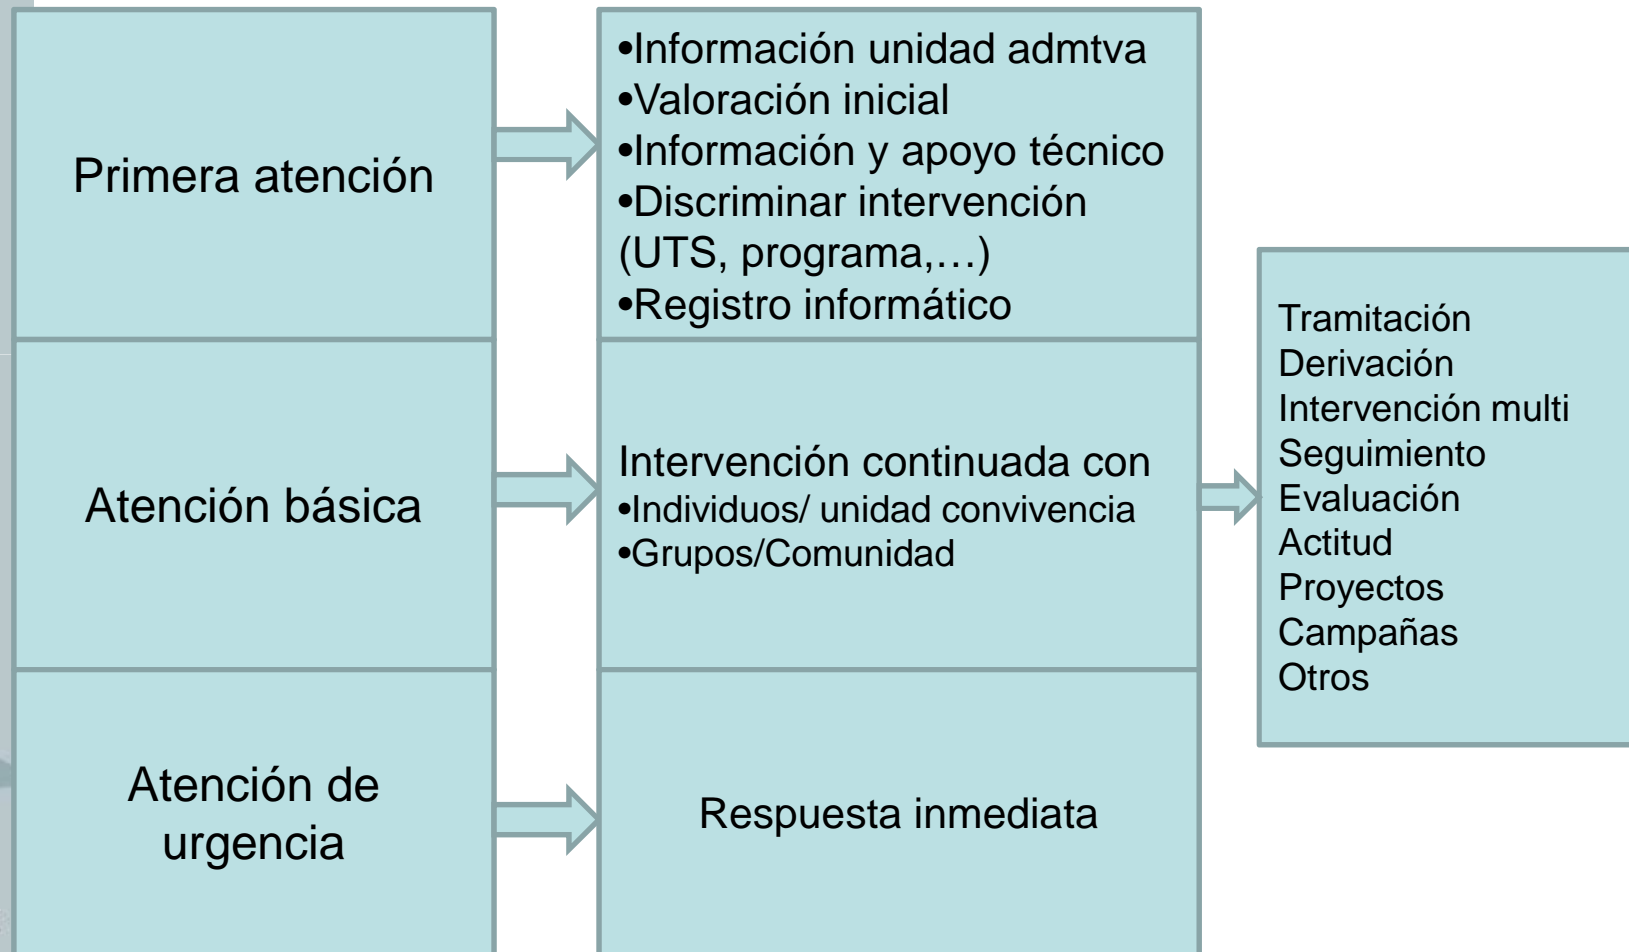 Primera atención
•Información unidad admtva
•Valoración inicial
•Información y apoyo técnico
•Discriminar intervención
(UTS, programa,…)
•Registro informático
Atención básica
Intervención continuada con
•Individuos/ unidad convivencia
•Grupos/Comunidad
Tramitación
Derivación
Intervención multi
Seguimiento
Evaluación
Actitud
Proyectos
Campañas
Otros
Atención de
urgencia
Respuesta inmediata